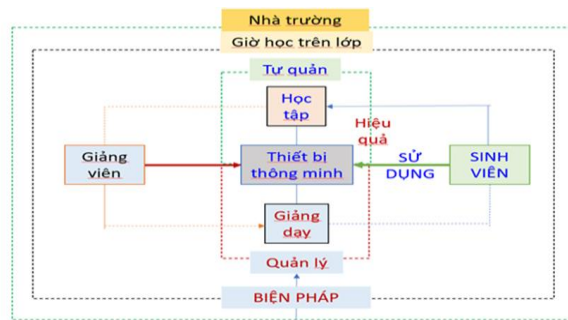 Nhà trường
Giờ học trên lớp
Tự quản
Học
tập
Hiệu
quả
Giảng
viên
Thiết bị
thông minh
SỬ
DỤNG
SINH
VIÊN
Giảng
dạy
Quản lý
BIỆN PHÁP